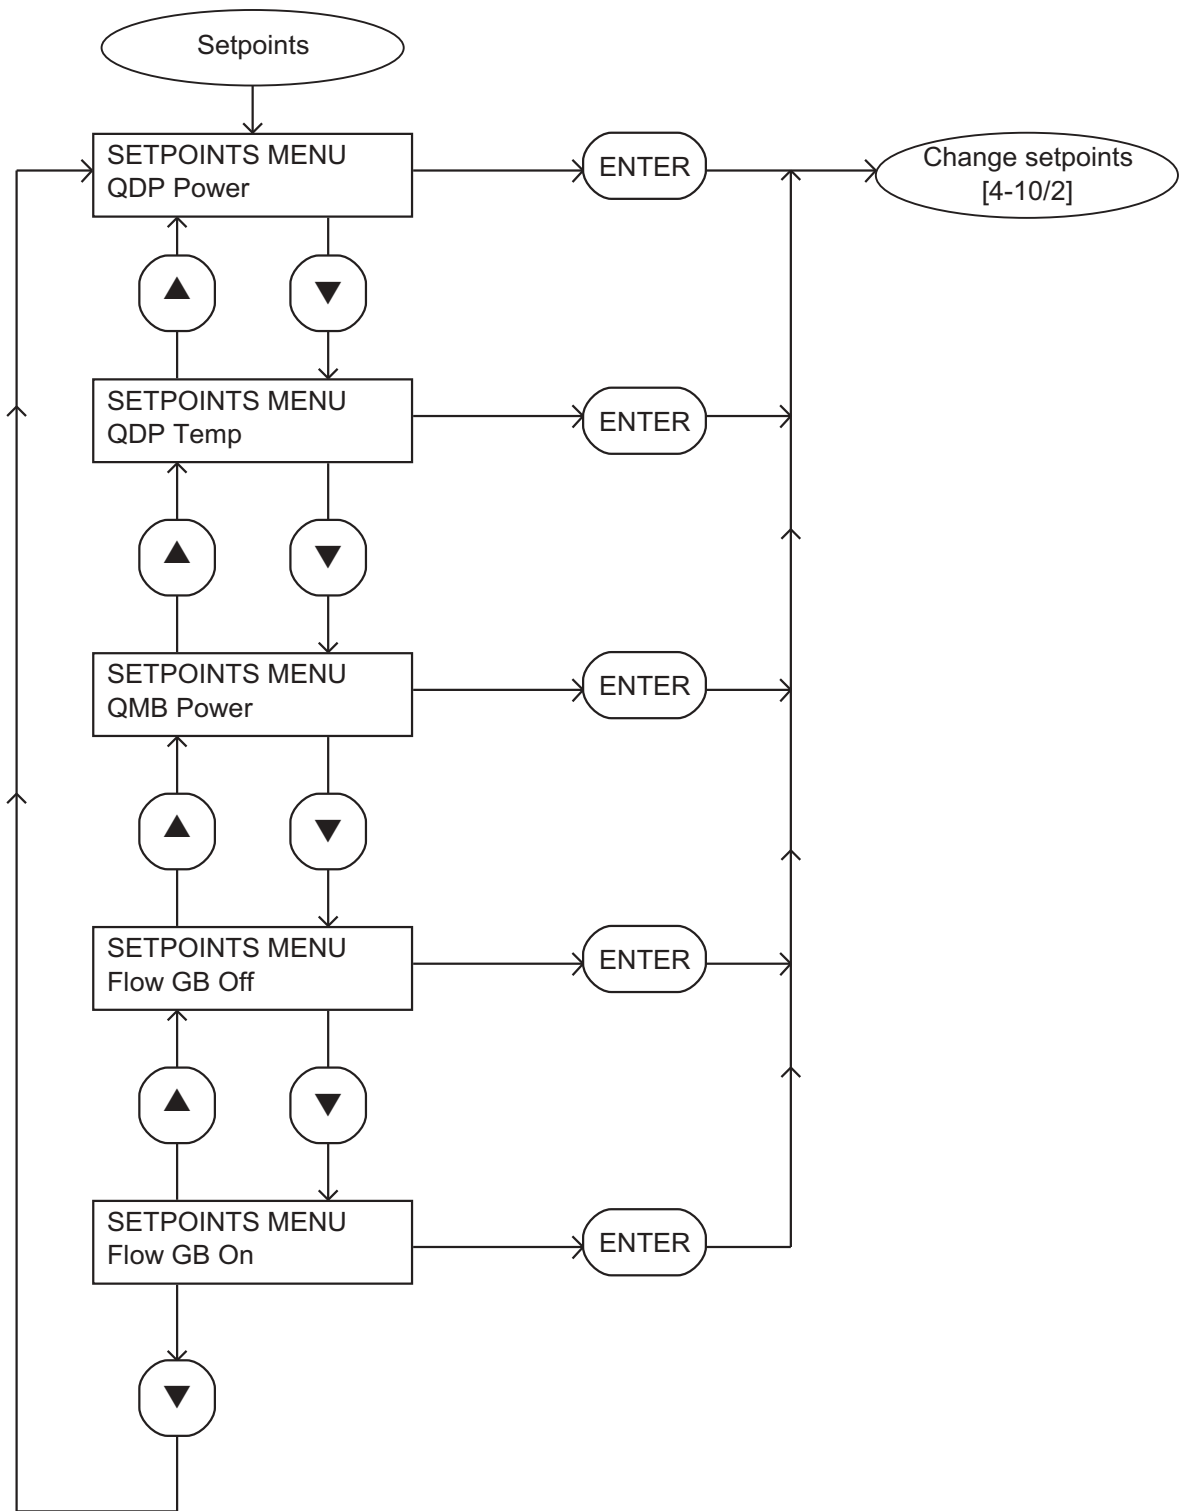 Setpoints
SETPOINTS MENU
QDP Power
ENTER
Change setpoints
[4-10/2]
SETPOINTS MENU
QDP Temp
ENTER
SETPOINTS MENU
QMB Power
ENTER
SETPOINTS MENU
Flow GB Off
ENTER
SETPOINTS MENU
Flow GB On
ENTER